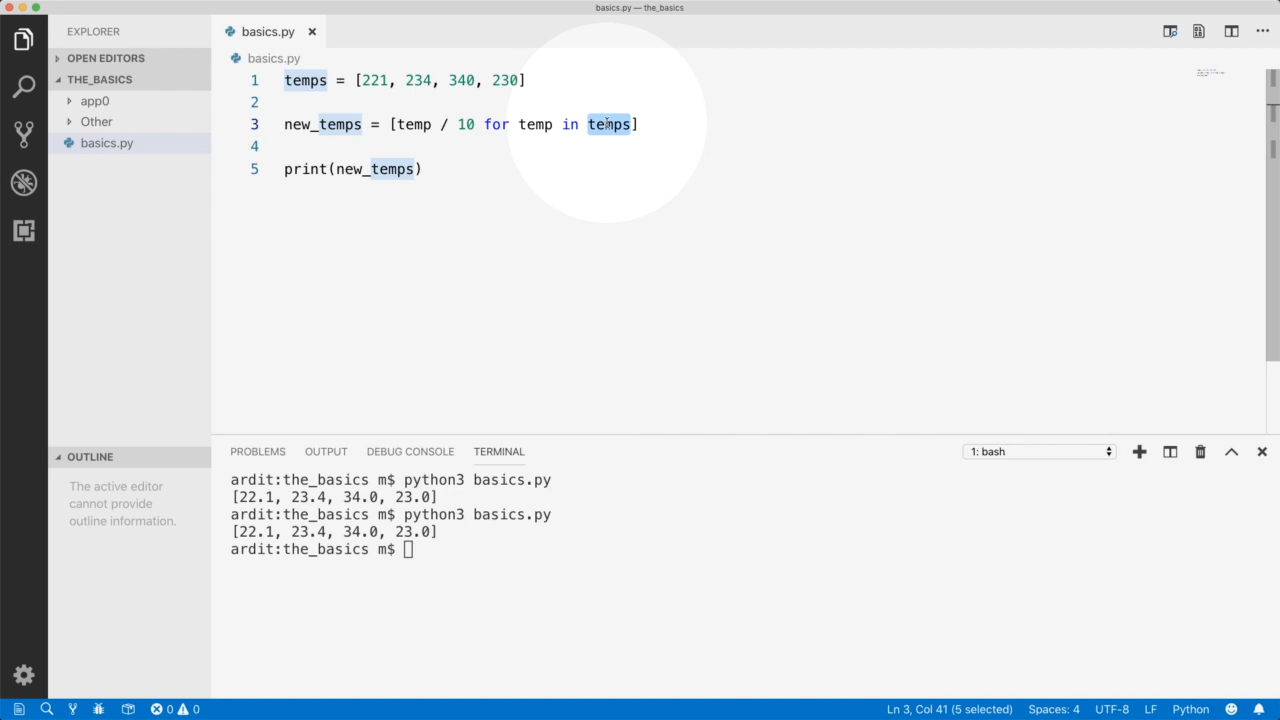 basics.py — the_basics
EXPLORER
OPEN EDITORS
THE_BASICS
app0
Other
basics.py
OUTLINE
The active editor
cannot provide
outline information.
basics.py
basics.py
1 temps = [221, 234, 340, 230]
2
3 new_temps = [temp / 10 for temp in temps]
4
5 print(new_temps)
PROBLEMS OUTPUT DEBUG CONSOLE TERMINAL 1: bash
ardit:the_basics m$ python3 basics.py
[22.1, 23.4, 34.0, 23.0]
ardit:the_basics m$ python3 basics.py
[22.1, 23.4, 34.0, 23.0]
ardit:the_basics m$
0 0 Ln 3, Col 41 (5 selected) Spaces: 4 UTF-8 LF Python